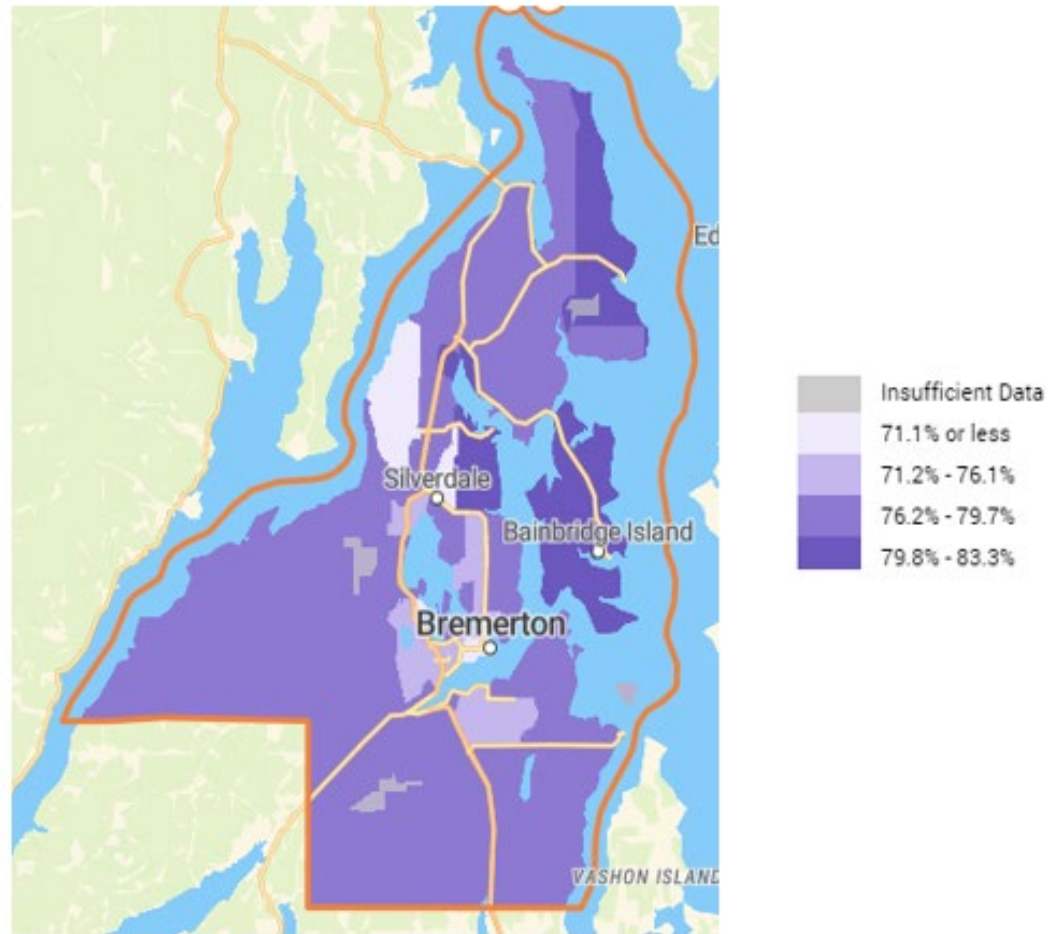 Ed
Insufficient Data
71.1% or less
Silverdale
71.2% - 76.1%
76.2% - 79.7%
Bainbridge Island
79.8% - 83.3%
Bremerton
VASHON ISLAND